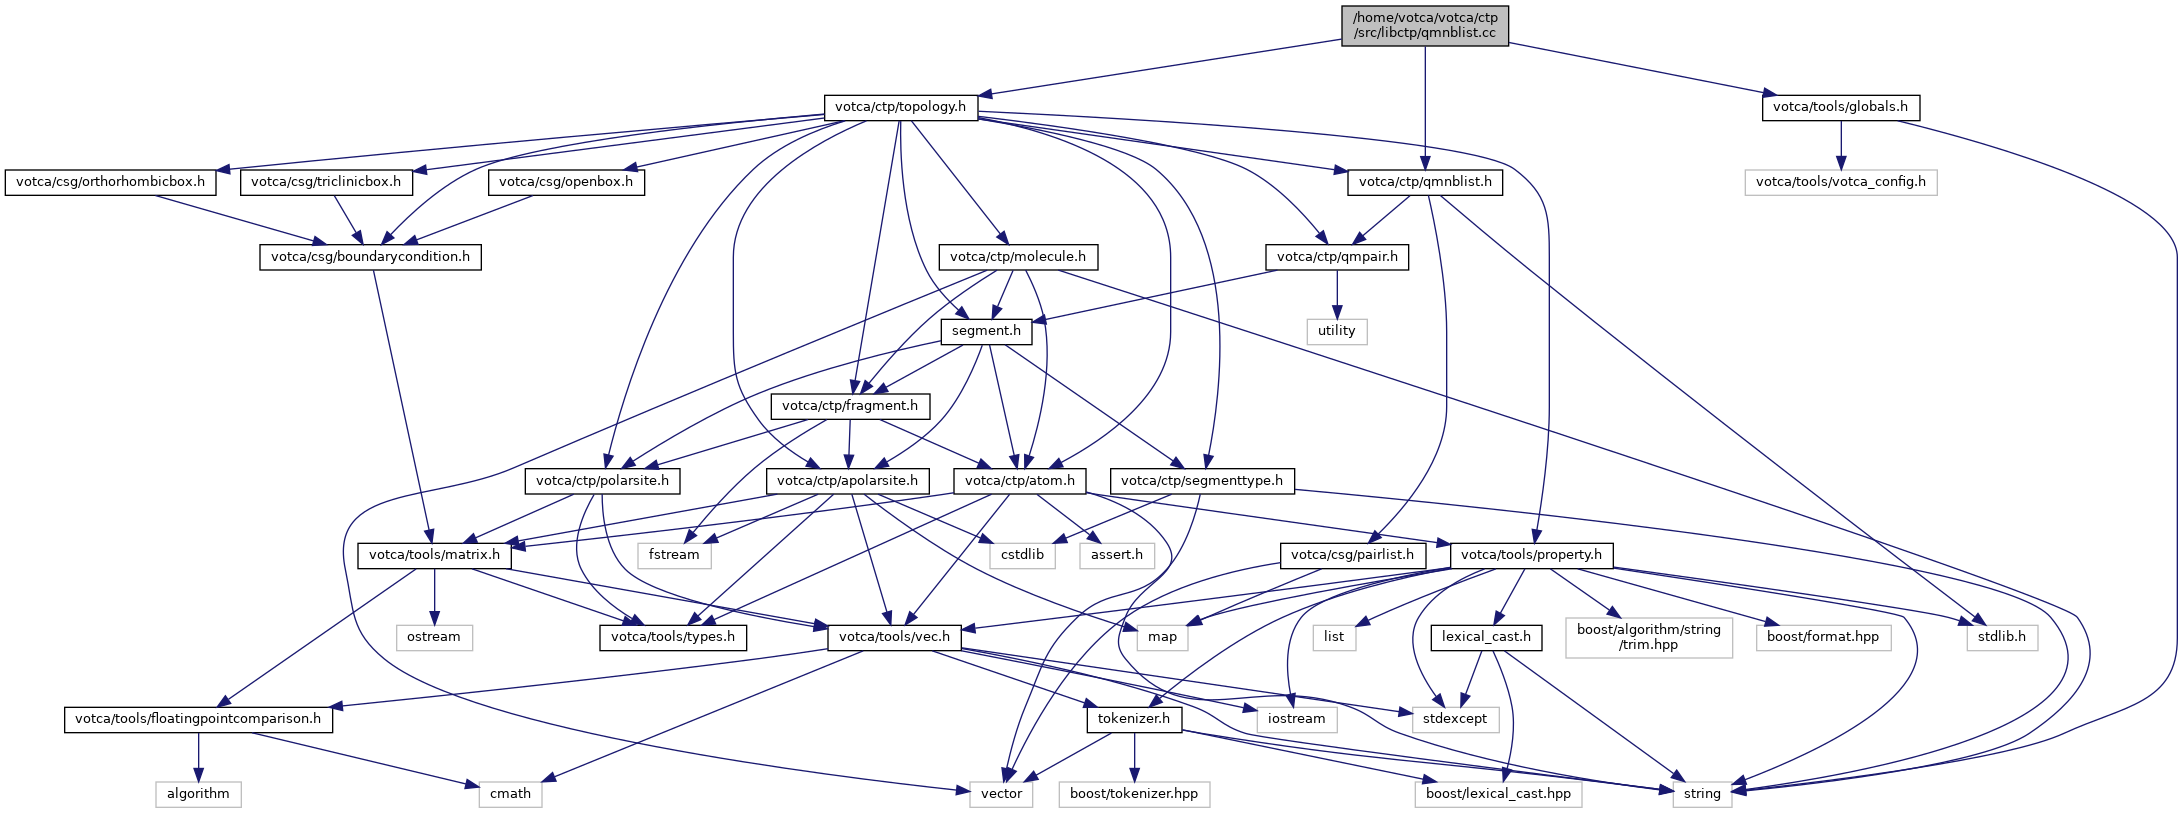 /home/votca/votca/ctp
/src/libctp/qmnblist.cc
votca/ctp/topology.h
votca/tools/globals.h
votca/csg/orthorhombicbox.h
votca/csg/triclinicbox.h
votca/csg/openbox.h
votca/ctp/qmnblist.h
votca/tools/votca_config.h
votca/csg/boundarycondition.h
votca/ctp/molecule.h
votca/ctp/qmpair.h
segment.h
utility
votca/ctp/fragment.h
votca/ctp/polarsite.h
votca/ctp/apolarsite.h
votca/ctp/atom.h
votca/ctp/segmenttype.h
votca/tools/matrix.h
fstream
cstdlib
assert.h
votca/csg/pairlist.h
votca/tools/property.h
ostream
votca/tools/types.h
votca/tools/vec.h
map
list
lexical_cast.h
boost/algorithm/string
/trim.hpp
boost/format.hpp
stdlib.h
votca/tools/floatingpointcomparison.h
tokenizer.h
iostream
stdexcept
algorithm
cmath
vector
boost/tokenizer.hpp
boost/lexical_cast.hpp
string